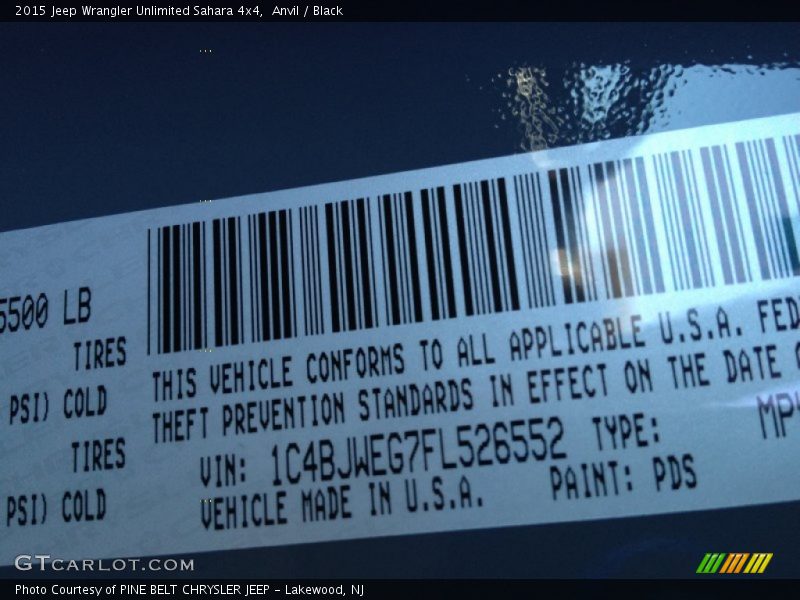 2015 Jeep Wrangler Unlimited Sahara 4x4, Anvil / Black
5500 LB
TIRES
PSI) COLD
TIRES
PSI) COLD
THIS VEHICLE CONFORMS TO ALL APPLICABLE U.S.A. FED
THEFT PREVENTION STANDARDS IN EFFECT ON THE DATE
VIN: 1C4BJWEG7FL526552 TYPE:
VEHICLE MADE IN U.S.A. PAINT: PDS
GTCARLOT.COM
Photo Courtesy of PINE BELT CHRYSLER JEEP - Lakewood, NJ